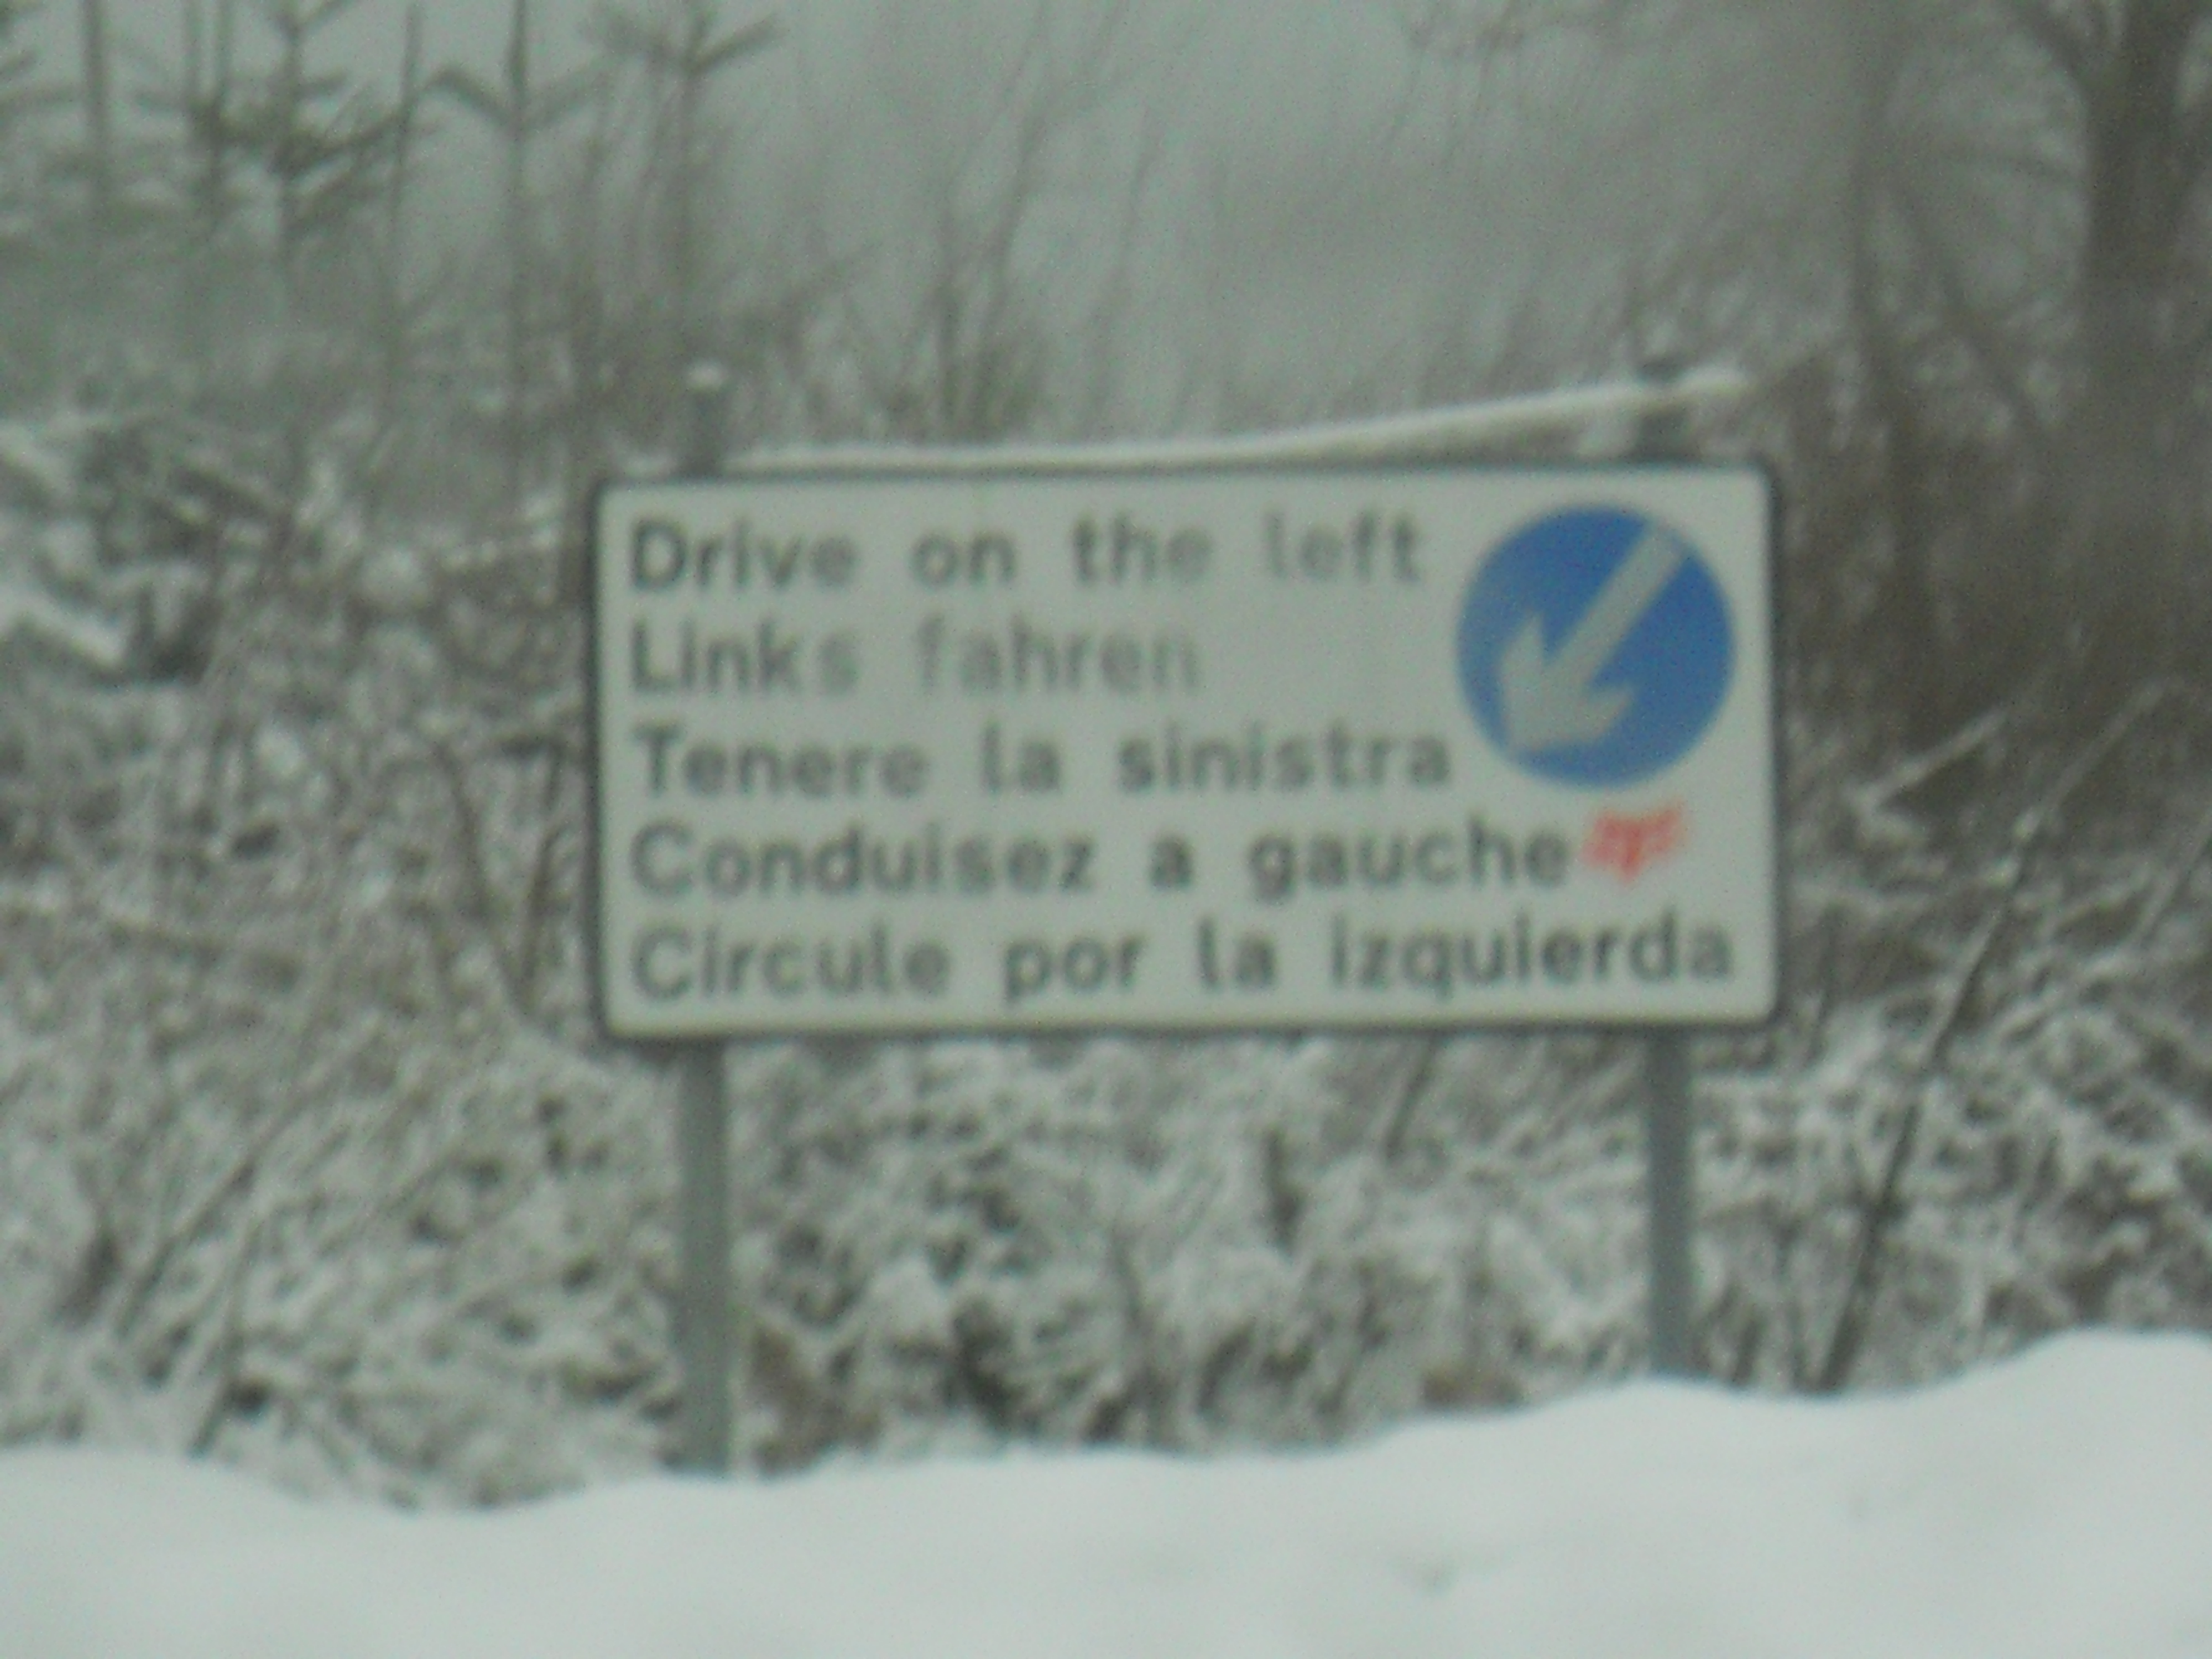 Drive on the left
Links fahren
Tenere la sinistra
Conduisez a gauche
Circule por la izquierda